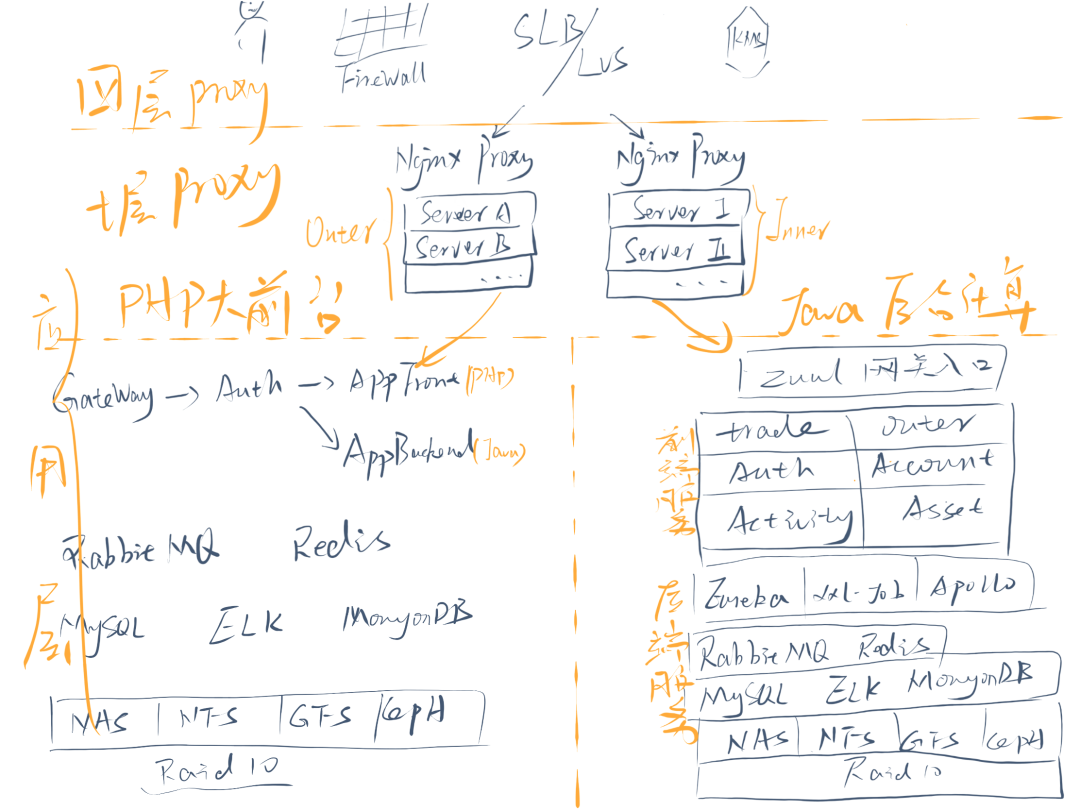 SLB/LVS
KMS
Firewall
四层 proxy
Nginx Proxy
Nginx Proxy
七层 Proxy
Outer
Server A
Server B
....
Server I
Server II
...
Inner
PHP大前台
Java 后台计算
应用层
GateWay → Auth → AppFront (PHP)
AppBackend (Java)
RabbitMQ Redis
MySQL ELK MongonDB
NAS NTS GTS CepH
Raid 10
Zuul 网关入口
前端服务
trade outer
Auth Account
Activity Asset
后端服务
Eureka xxl-Job Apollo
RabbitMQ Redis
MySQL ELK MongonDB
NAS NTS GTS CepH
Raid 10